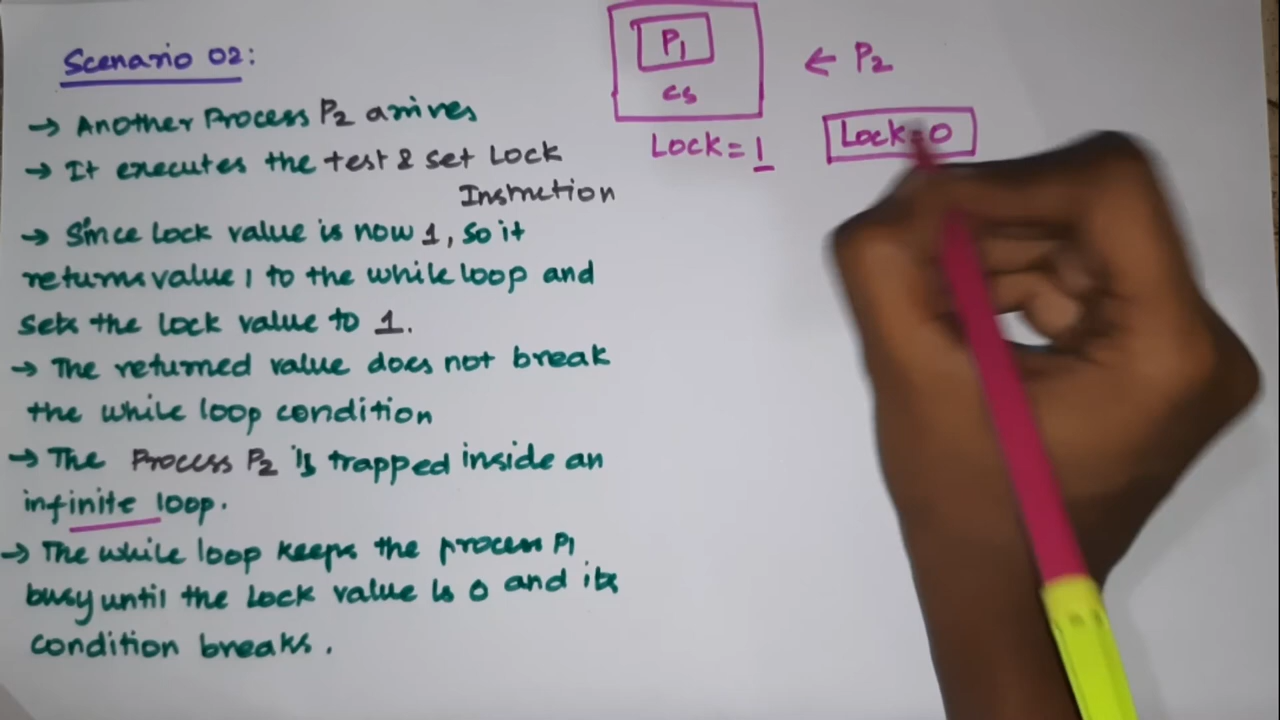 Scenario 02:
→ Another Process P2 arrives
→ It executes the test & set Lock
Instruction
→ Since lock value is now 1, so it
returns value 1 to the while loop and
sets the lock value to 1.
→ The returned value does not break
the while loop condition
→ The Process P2 is trapped inside an
infinite loop.
→ The while loop keeps the process P1
busy until the lock value is 0 and its
condition breaks.
P1
CS
Lock = 1
← P2
Lock = 0